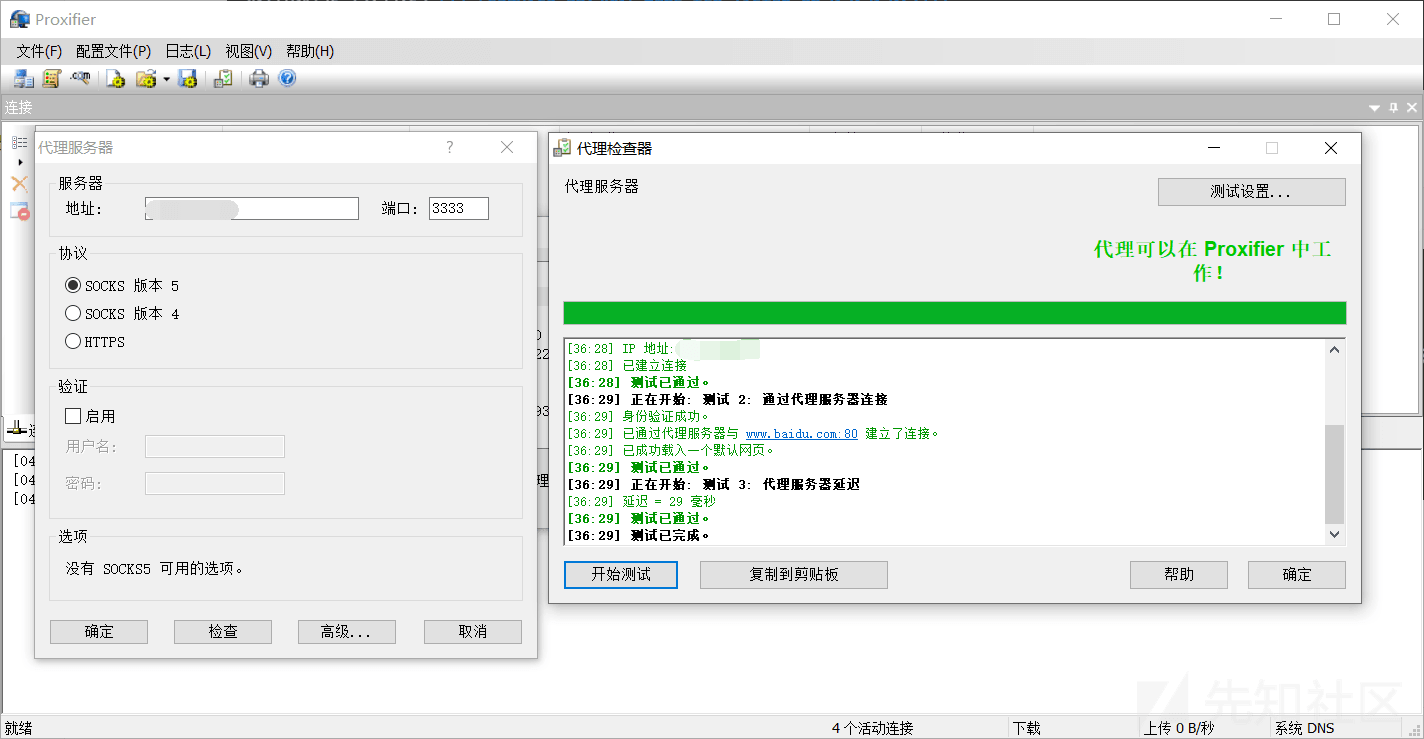 Proxifier
文件(F) 配置文件(P) 日志(L) 视图(V) 帮助(H)
连接
代理服务器
服务器
地址: 端口: 3333
协议
SOCKS 版本 5
SOCKS 版本 4
HTTPS
验证
启用
用户名:
密码:
选项
没有 SOCKS5 可用的选项。
确定 检查 高级... 取消
代理检查器
代理服务器
测试设置...
代理可以在 Proxifier 中工
作!
[36:28] IP 地址:
[36:28] 已建立连接
[36:28] 测试已通过。
[36:29] 正在开始: 测试 2: 通过代理服务器连接
[36:29] 身份验证成功。
[36:29] 已通过代理服务器与 www.baidu.com:80 建立了连接。
[36:29] 已成功载入一个默认网页。
[36:29] 测试已通过。
[36:29] 正在开始: 测试 3: 代理服务器延迟
[36:29] 延迟 = 29 毫秒
[36:29] 测试已通过。
[36:29] 测试已完成。
开始测试 复制到剪贴板 帮助 确定
[04
[04
[04
先知社区
就绪 4 个活动连接 下载 上传 0 B/秒 系统 DNS